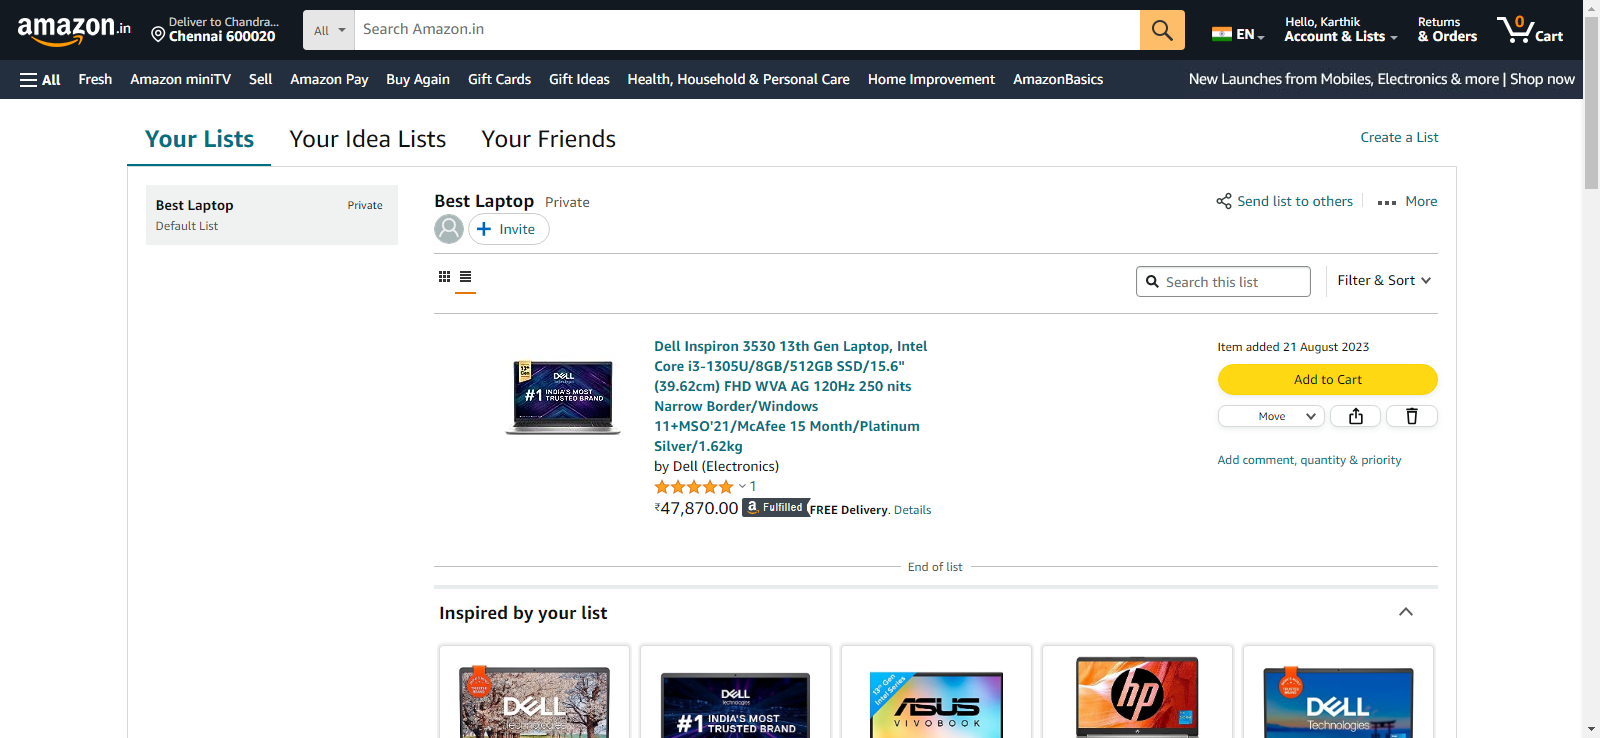 amazon.in
Deliver to Chandra...
Chennai 600020
All
Search Amazon.in
EN
Hello, Karthik
Account & Lists
Returns
& Orders
0
Cart
All Fresh Amazon miniTV Sell Amazon Pay Buy Again Gift Cards Gift Ideas Health, Household & Personal Care Home Improvement AmazonBasics New Launches from Mobiles, Electronics & more | Shop now
Your Lists Your Idea Lists Your Friends Create a List
Best Laptop Private
Default List
Best Laptop Private
Send list to others More
Invite
Search this list
Filter & Sort
DELL
Technologies
#1 INDIA'S MOST
TRUSTED BRAND
Dell Inspiron 3530 13th Gen Laptop, Intel
Core i3-1305U/8GB/512GB SSD/15.6"
(39.62cm) FHD WVA AG 120Hz 250 nits
Narrow Border/Windows
11+MSO'21/McAfee 15 Month/Platinum
Silver/1.62kg
by Dell (Electronics)
1
₹47,870.00 a Fulfilled FREE Delivery. Details
Item added 21 August 2023
Add to Cart
Move
Add comment, quantity & priority
End of list
Inspired by your list
DELL
Technologies
DELL
Technologies
#1 INDIA'S MOST
TRUSTED BRAND
13th Gen
Intel Series
ASUS
VIVOBOOK
hp
DELL
Technologies